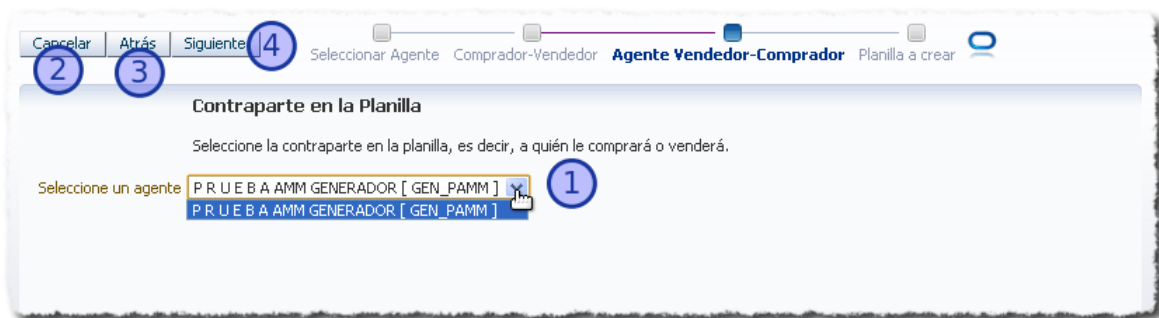 Cancelar Atrás Siguiente 4
2 3
Seleccionar Agente Comprador-Vendedor Agente Vendedor-Comprador Planilla a crear
Contraparte en la Planilla
Seleccione la contraparte en la planilla, es decir, a quién le comprará o venderá.
Seleccione un agente P R U E B A AMM GENERADOR [ GEN_PAMM ] 1
P R U E B A AMM GENERADOR [ GEN_PAMM ]